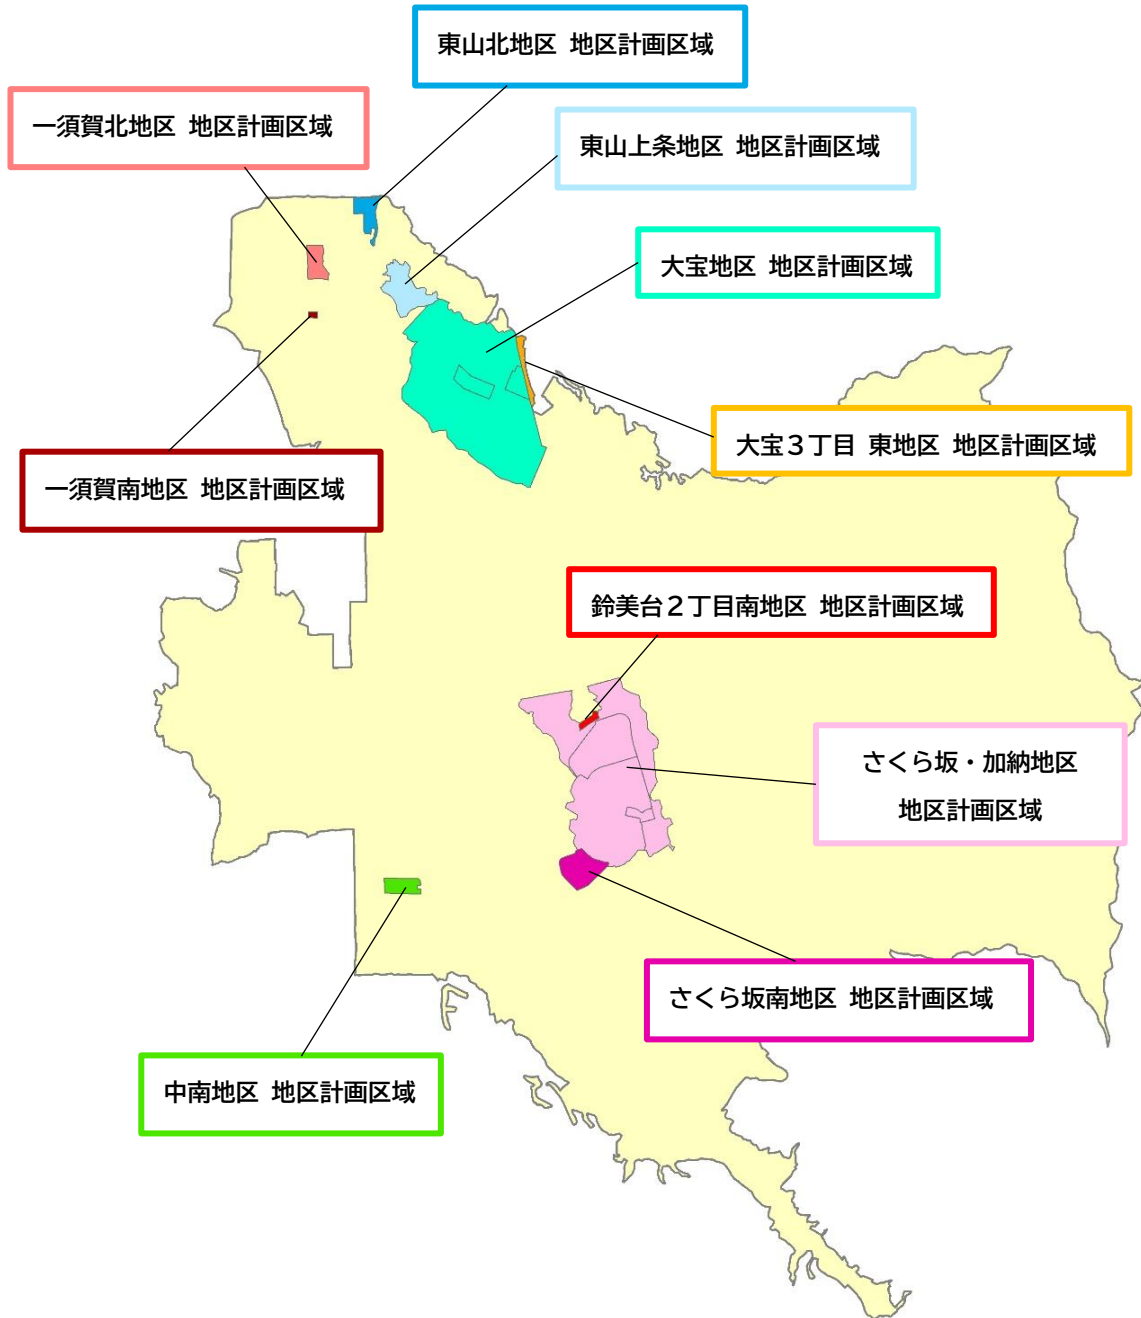 東山北地区 地区計画区域
一須賀北地区 地区計画区域
東山上条地区 地区計画区域
大宝地区 地区計画区域
大宝３丁目 東地区 地区計画区域
一須賀南地区 地区計画区域
鈴美台２丁目南地区 地区計画区域
さくら坂・加納地区
地区計画区域
さくら坂南地区 地区計画区域
中南地区 地区計画区域